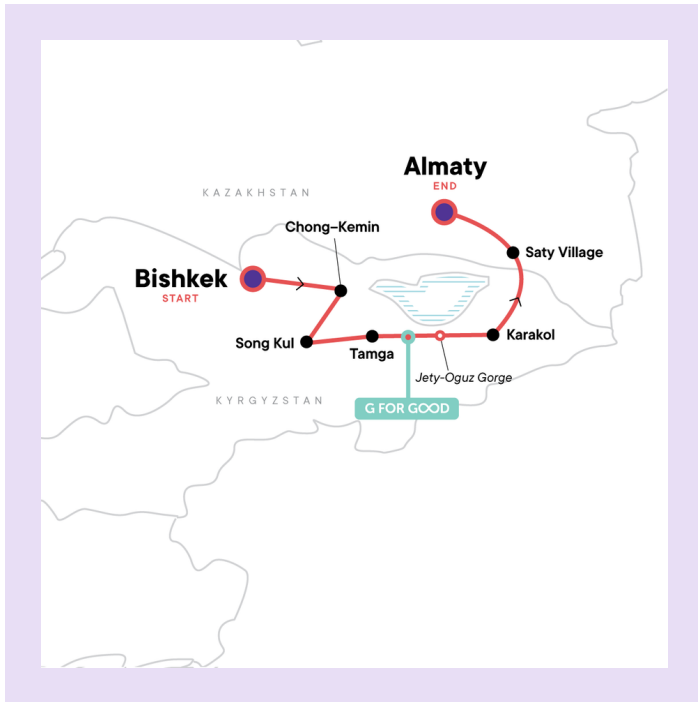 Almaty
END
KAZAKHSTAN
Chong–Kemin
Saty Village
Bishkek
START
Song Kul
Tamga
Karakol
Jety-Oguz Gorge
KYRGYZSTAN
G FOR GOOD